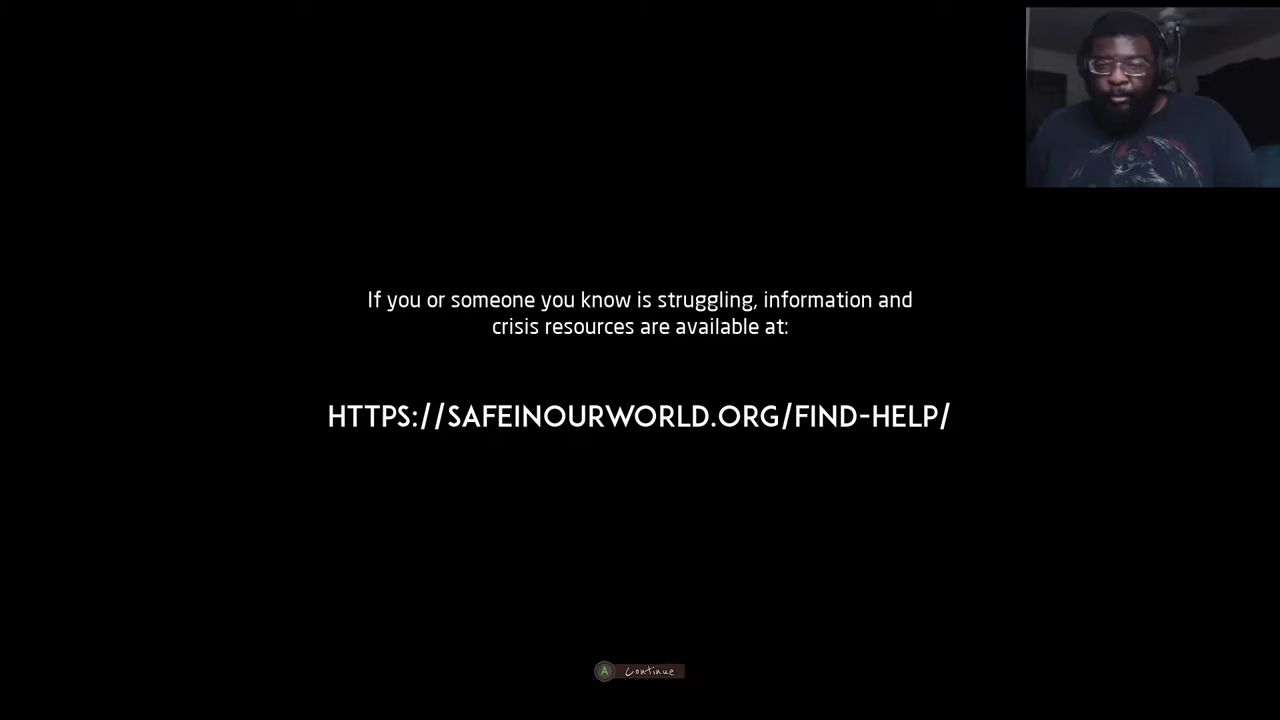 If you or someone you know is struggling, information and
crisis resources are available at:
HTTPS://SAFEINOURWORLD.ORG/FIND-HELP/
A Continue